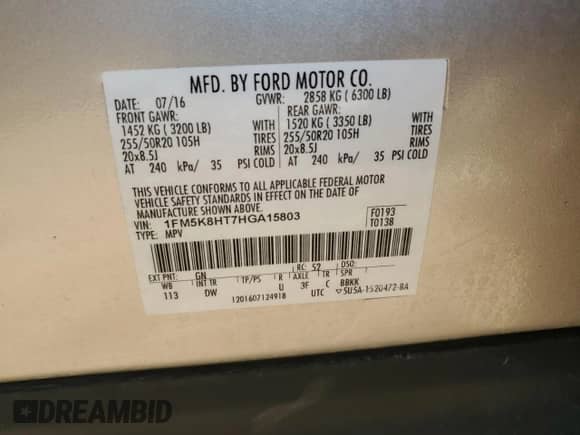 MFD. BY FORD MOTOR CO.
DATE: 07/16 GVWR: 2858 KG ( 6300 LB)
FRONT GAWR: REAR GAWR:
1452 KG ( 3200 LB) WITH 1520 KG ( 3350 LB) WITH
255/50R20 105H TIRES 255/50R20 105H TIRES
20x8.5J RIMS 20x8.5J RIMS
AT 240 kPa/ 35 PSI COLD AT 240 kPa/ 35 PSI COLD
THIS VEHICLE CONFORMS TO ALL APPLICABLE FEDERAL MOTOR
VEHICLE SAFETY STANDARDS IN EFFECT ON THE DATE OF
MANUFACTURE SHOWN ABOVE.
VIN: 1FM5K8HT7HGA15803 F0193
TYPE: MPV T0138
EXT PNT: GN RC: 52 DSO:
WB INT TR TP/PS R AXLE TR SPR
113 DW U 3F C BBKK
1201607124918 UTC ▽5U5A-1520472-BA
DREAMBID